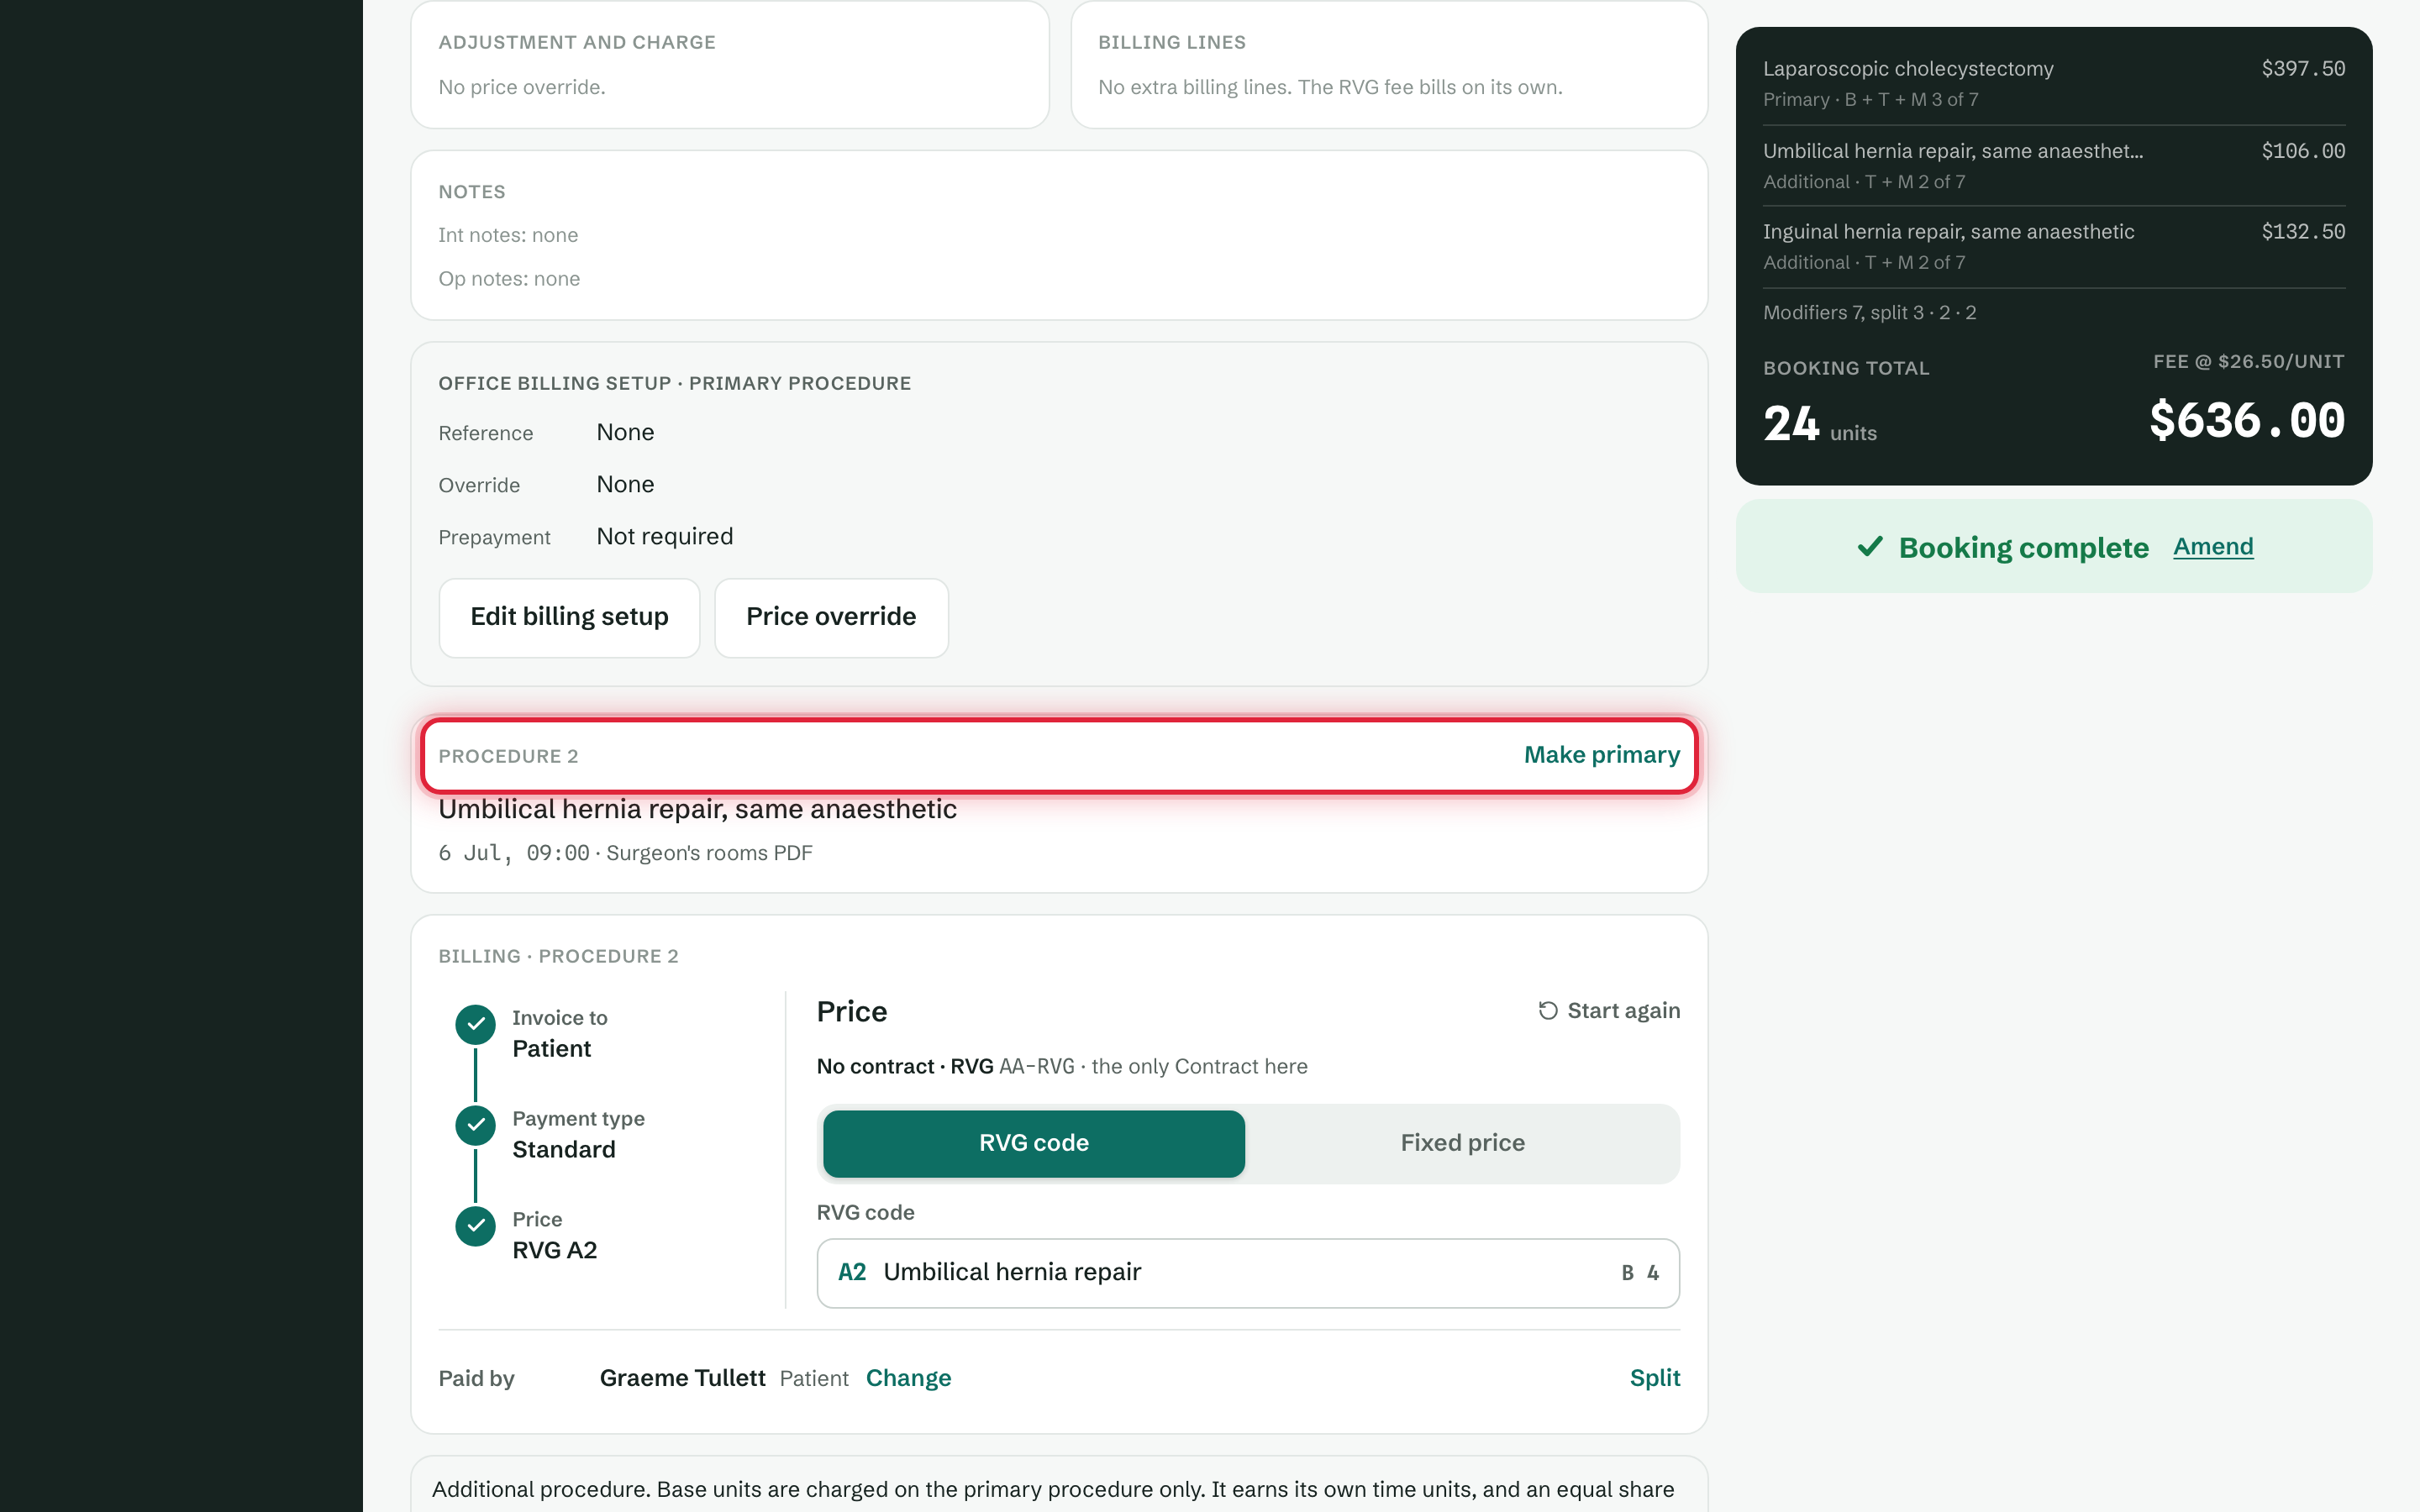 ADJUSTMENT AND CHARGE
No price override.
BILLING LINES
No extra billing lines. The RVG fee bills on its own.
NOTES
Int notes: none
Op notes: none
OFFICE BILLING SETUP · PRIMARY PROCEDURE
Reference None
Override None
Prepayment Not required
Edit billing setup Price override
PROCEDURE 2 Make primary
Umbilical hernia repair, same anaesthetic
6 Jul, 09:00 · Surgeon's rooms PDF
BILLING · PROCEDURE 2
Invoice to
Patient
Payment type
Standard
Price
RVG A2
Price Start again
No contract · RVG AA-RVG · the only Contract here
RVG code Fixed price
RVG code
A2 Umbilical hernia repair B 4
Paid by Graeme Tullett Patient Change Split
Additional procedure. Base units are charged on the primary procedure only. It earns its own time units, and an equal share
Laparoscopic cholecystectomy $397.50
Primary · B + T + M 3 of 7
Umbilical hernia repair, same anaesthet... $106.00
Additional · T + M 2 of 7
Inguinal hernia repair, same anaesthetic $132.50
Additional · T + M 2 of 7
Modifiers 7, split 3 · 2 · 2
BOOKING TOTAL FEE @ $26.50/UNIT
24 units $636.00
Booking complete Amend